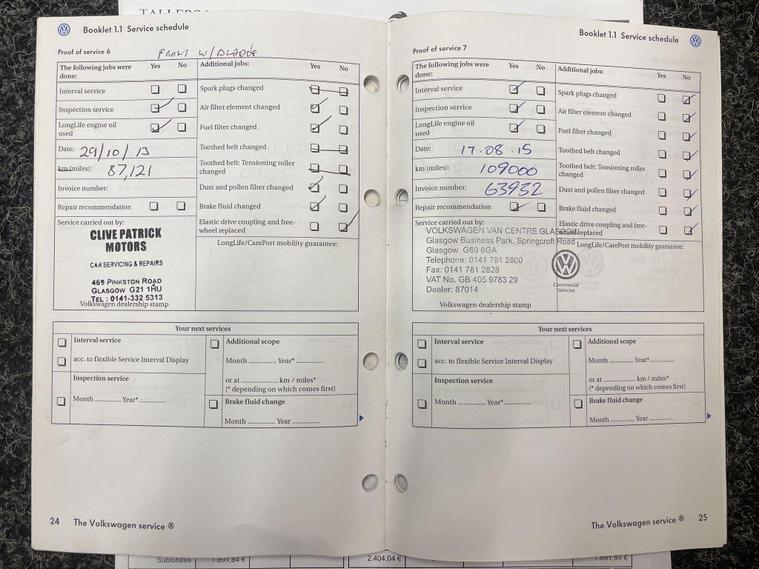 TALLER
Booklet 1.1 Service schedule
Proof of service 6
FRONT W/BLADE
The following jobs were done:
Yes No
Additional jobs:
Yes No
Interval service
Inspection service
LongLife engine oil used
Date: 29/10/13
km (miles): 87,121
Invoice number:
Repair recommendation
Spark plugs changed
Air filter element changed
Fuel filter changed
Toothed belt changed
Toothed belt: Tensioning roller changed
Dust and pollen filter changed
Brake fluid changed
Elastic drive coupling and free-wheel replaced
Service carried out by:
CLIVE PATRICK
MOTORS
CAR SERVICING & REPAIRS
469 PINKSTON ROAD
GLASGOW G21 1HU
TEL : 0141-332 5313
Volkswagen dealership stamp
LongLife/CarePort mobility guarantee:
Your next services
Interval service
acc. to flexible Service Interval Display
Inspection service
Month ............ Year* ...............
Additional scope
Month ............ Year* ...............
or at .................. km / miles*
(* depending on which comes first)
Brake fluid change
Month ............ Year ...............
24 The Volkswagen service ®
Booklet 1.1 Service schedule
Proof of service 7
The following jobs were done:
Yes No
Additional jobs:
Yes No
Interval service
Inspection service
LongLife engine oil used
Date: 17.08.15
km (miles): 109000
Invoice number: 63932
Repair recommendation
Spark plugs changed
Air filter element changed
Fuel filter changed
Toothed belt changed
Toothed belt: Tensioning roller changed
Dust and pollen filter changed
Brake fluid changed
Elastic drive coupling and free-wheel replaced
Service carried out by:
VOLKSWAGEN VAN CENTRE GLASGOW
Glasgow Business Park, Springcroft Road
Glasgow G69 6GA
Telephone: 0141 781 2800
Fax: 0141 781 2828
VAT No. GB 405 9783 29
Dealer: 87014
Commercial
Vehicles
Volkswagen dealership stamp
LongLife/CarePort mobility guarantee:
Your next services
Interval service
acc. to flexible Service Interval Display
Inspection service
Month ............ Year* ...............
Additional scope
Month ............ Year* ...............
or at .................. km / miles*
(* depending on which comes first)
Brake fluid change
Month ............ Year ...............
The Volkswagen service ® 25
Subtotales 1.891,84 € 2.404,04 € 1.891,84 €